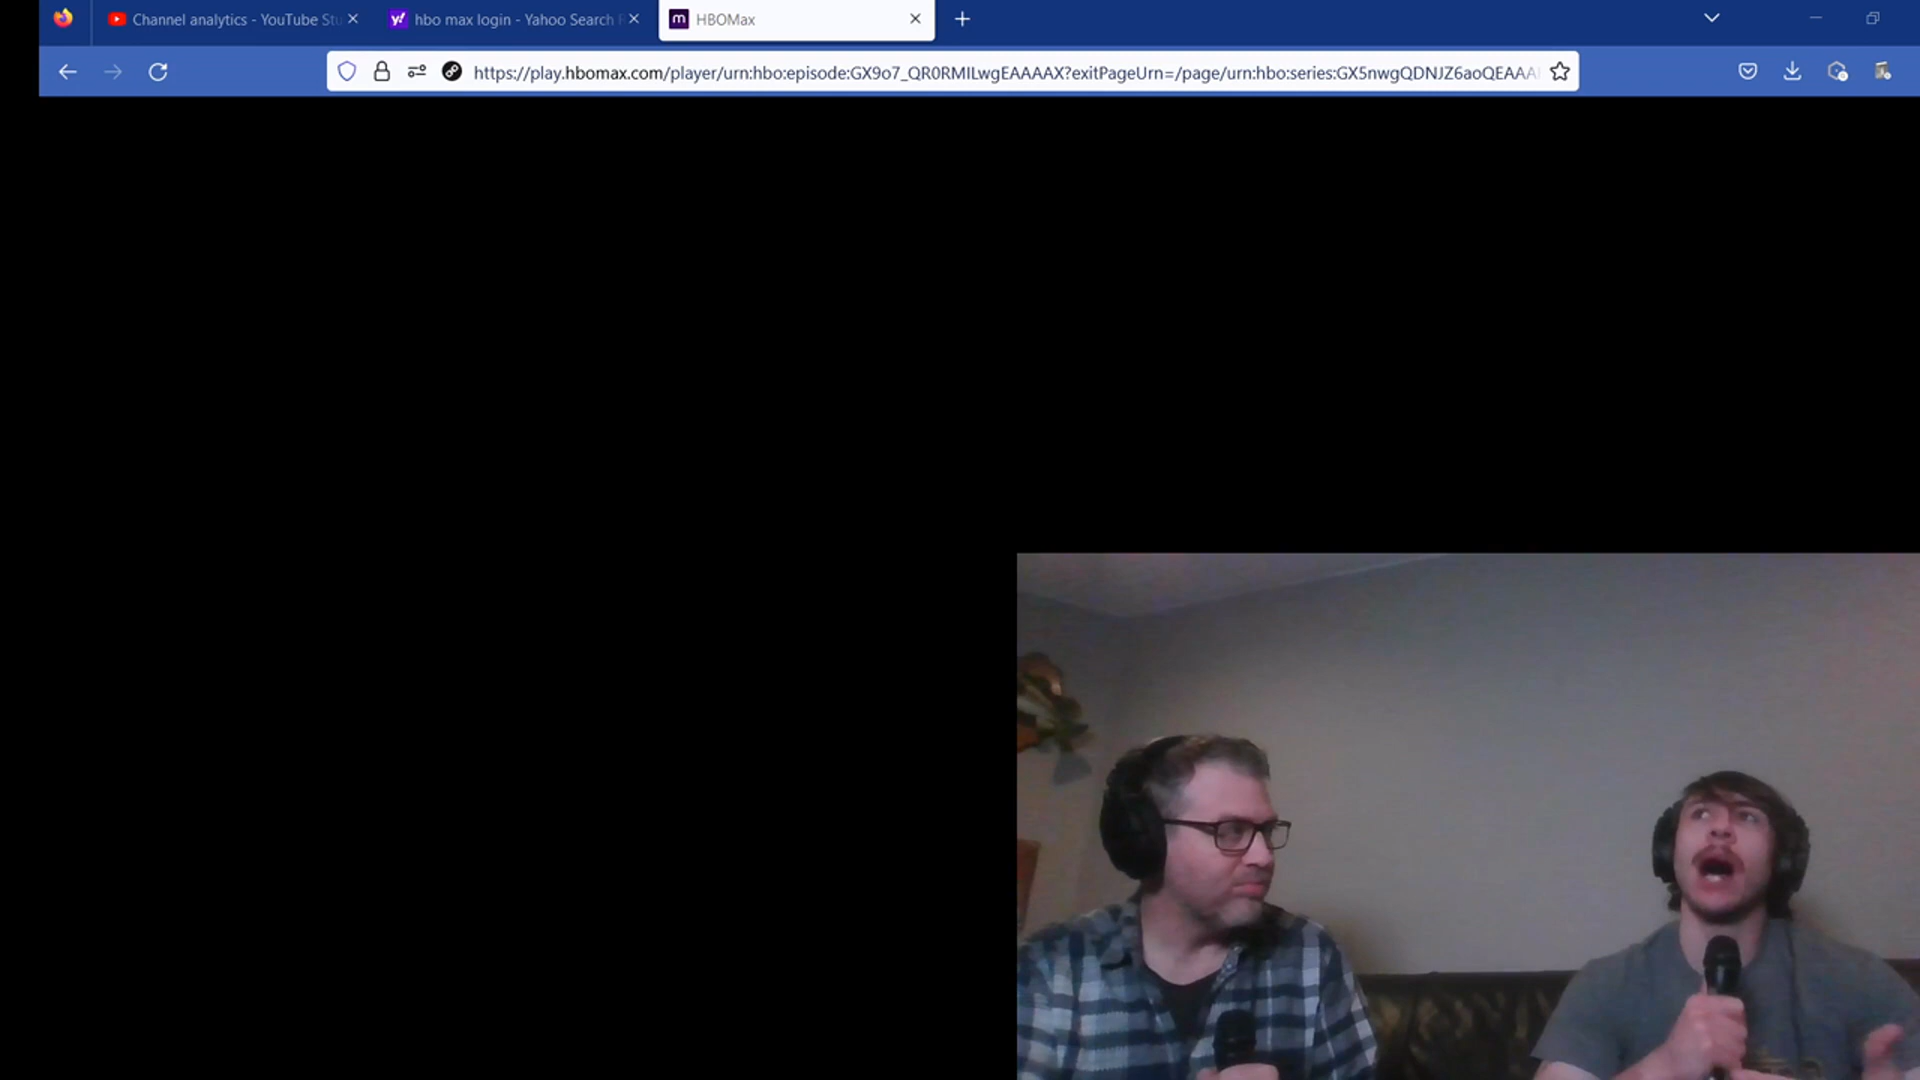 Channel analytics - YouTube Stu
hbo max login - Yahoo Search R
HBOMax
https://play.hbomax.com/player/urn:hbo:episode:GX9o7_QR0RMILwgEAAAAX?exitPageUrn=/page/urn:hbo:series:GX5nwgQDNJZ6aoQEAAA